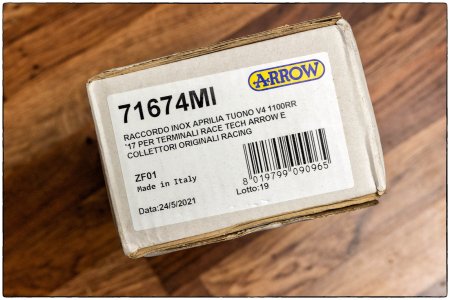 ARROW
71674MI
RACCORDO INOX APRILIA TUONO V4 1100RR
'17 PER TERMINALI RACE TECH ARROW E
COLLETTORI ORIGINALI RACING
ZF01
Made in Italy
8 019799 090965
Lotto:19
Data:24/5/2021